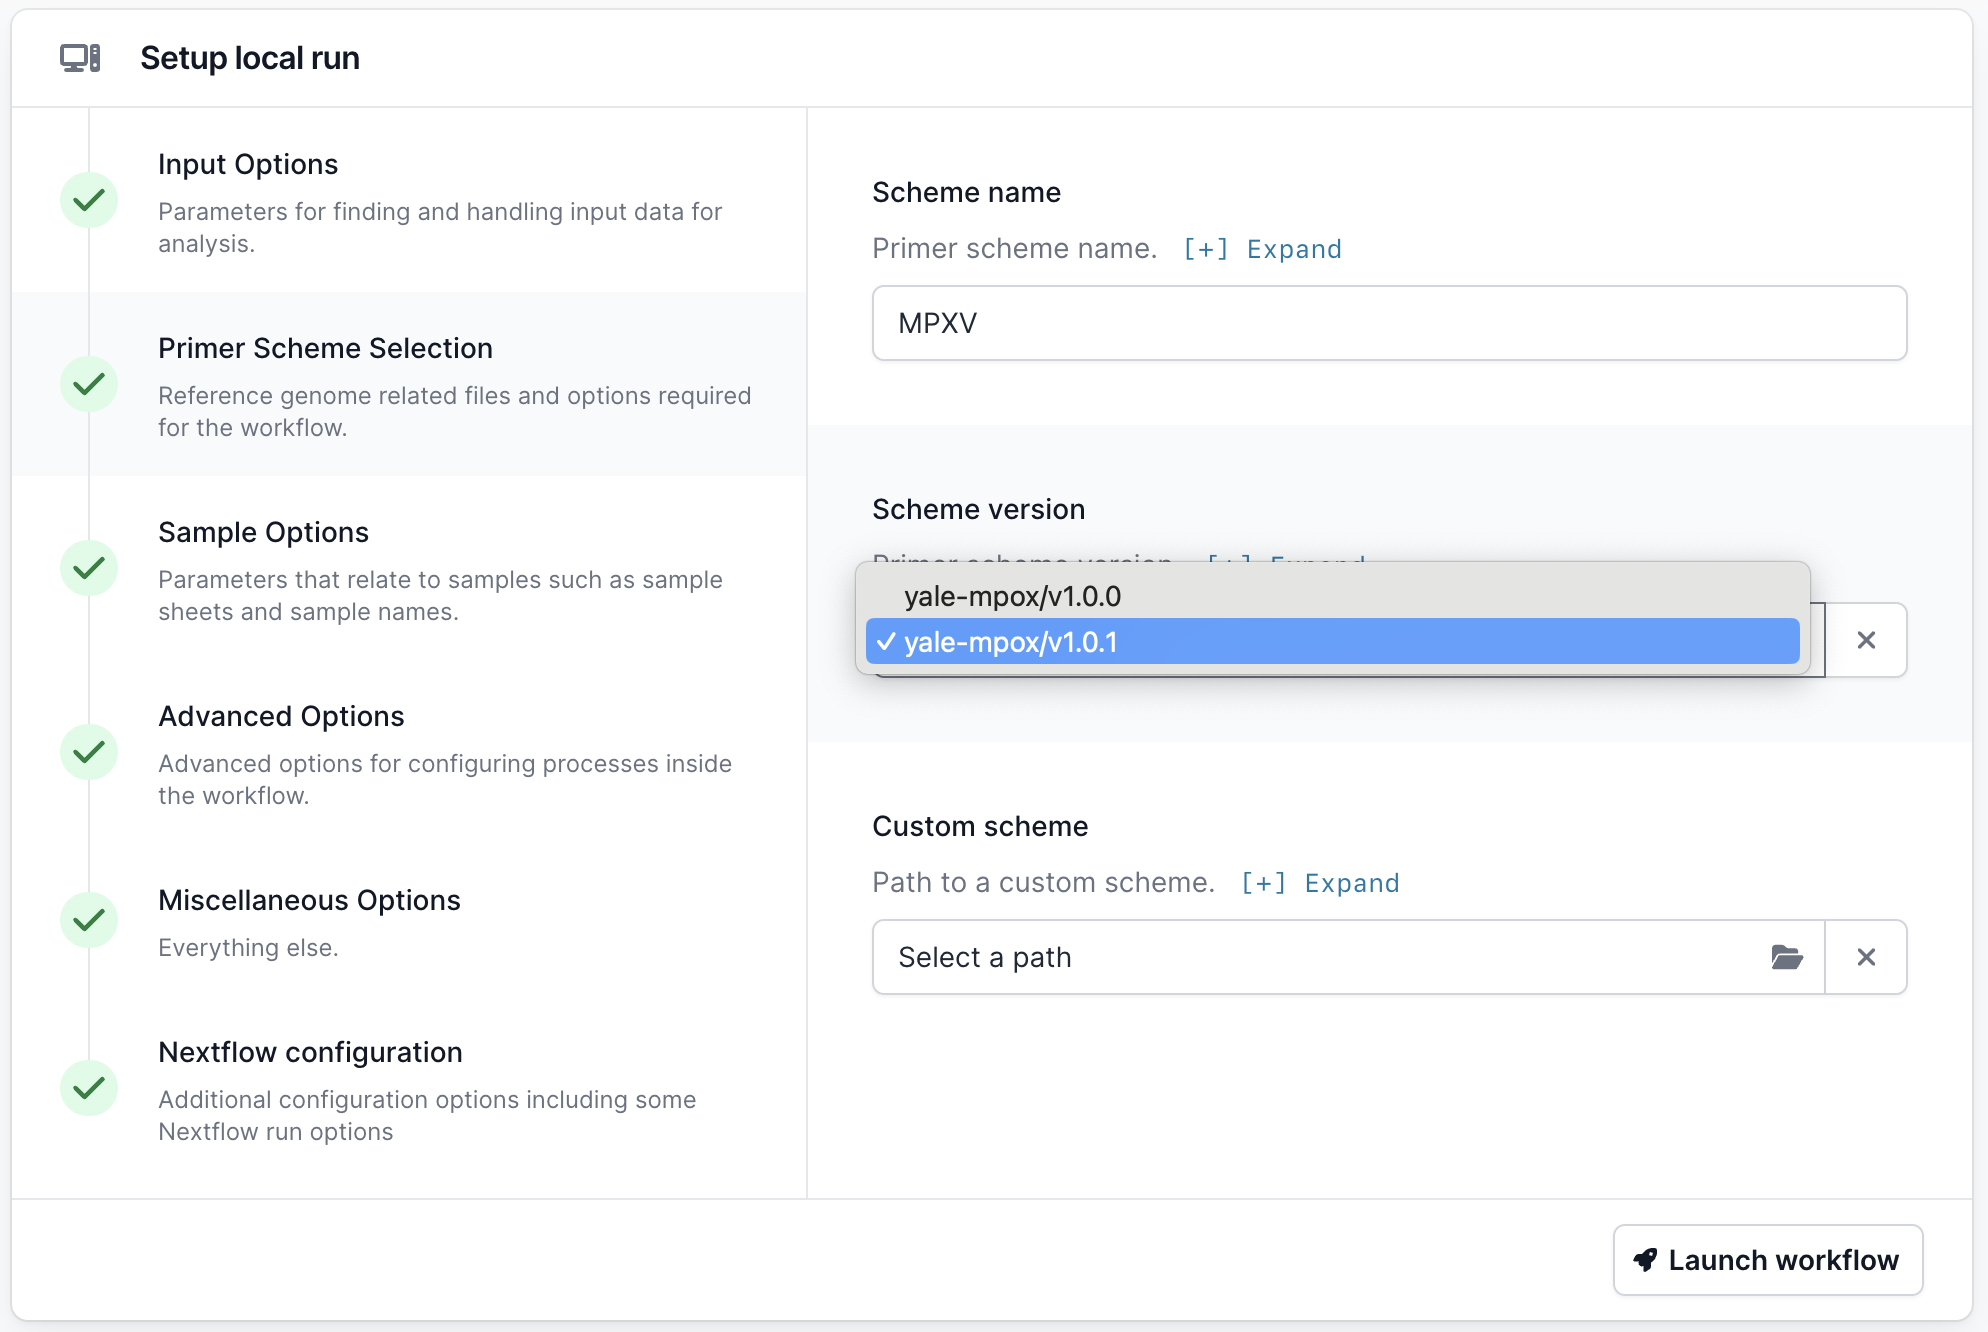 Setup local run
Input Options
Parameters for finding and handling input data for
analysis.
Primer Scheme Selection
Reference genome related files and options required
for the workflow.
Sample Options
Parameters that relate to samples such as sample
sheets and sample names.
Advanced Options
Advanced options for configuring processes inside
the workflow.
Miscellaneous Options
Everything else.
Nextflow configuration
Additional configuration options including some
Nextflow run options
Scheme name
Primer scheme name. [+] Expand
MPXV
Scheme version
Primer scheme version. [+] Expand
yale-mpox/v1.0.0
yale-mpox/v1.0.1
Custom scheme
Path to a custom scheme. [+] Expand
Select a path
Launch workflow